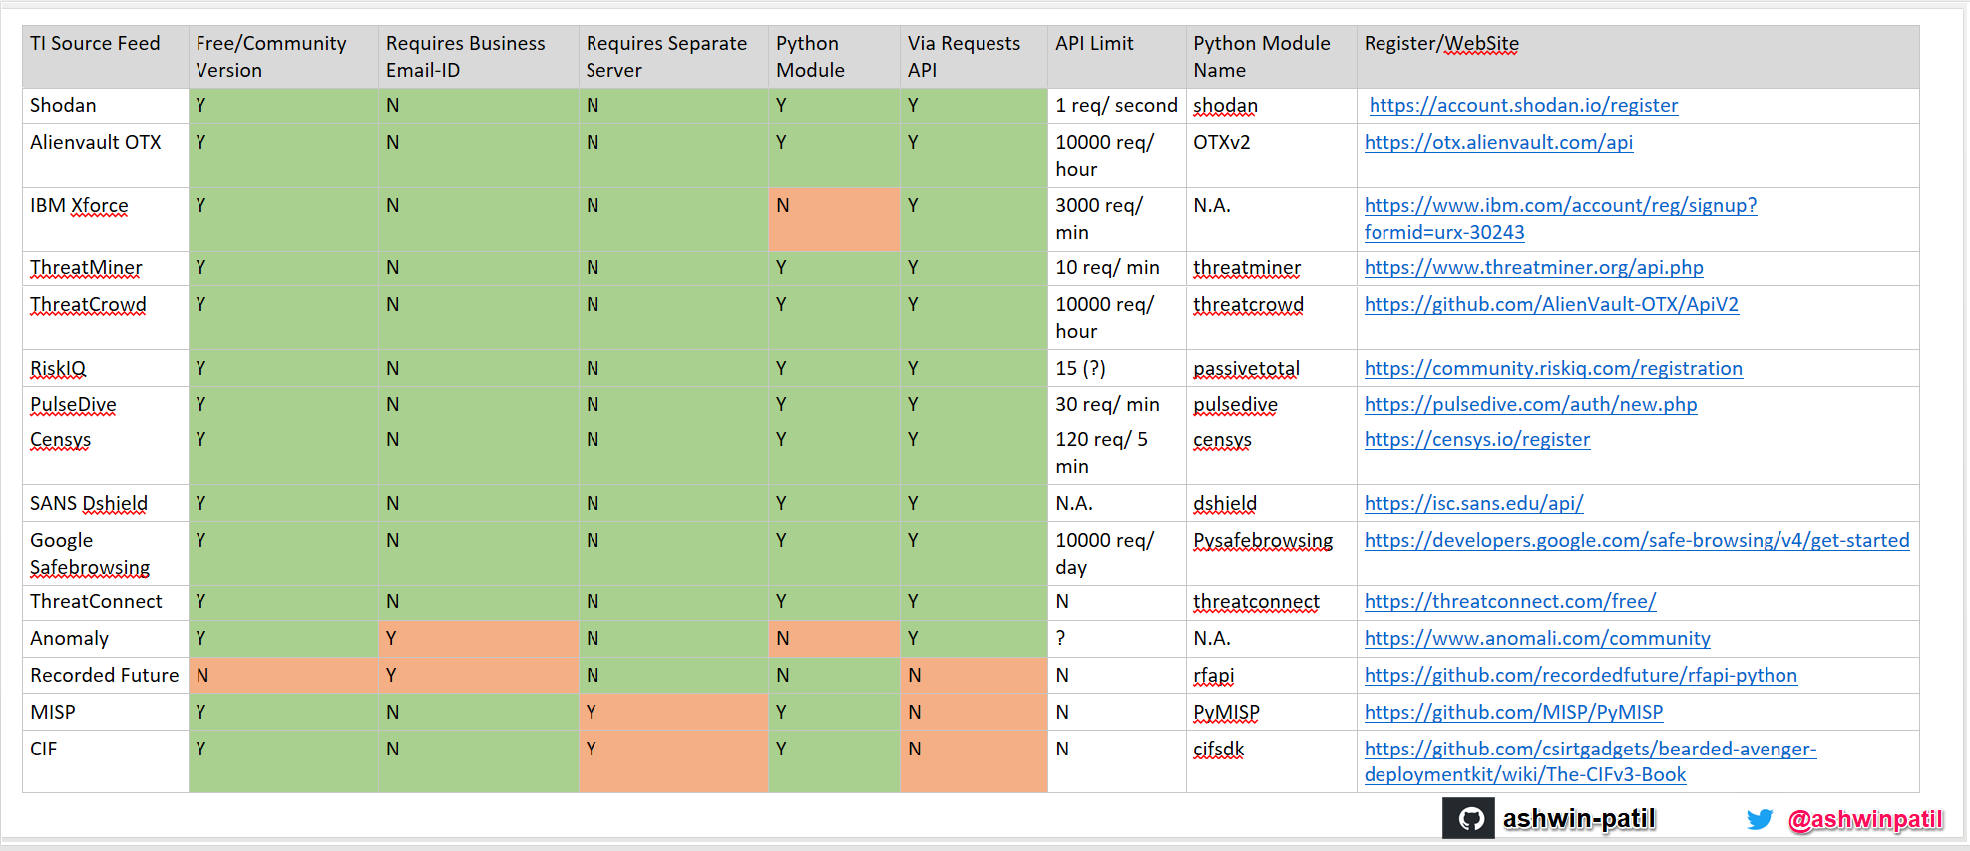 TI Source Feed Free/Community Version Requires Business Email-ID Requires Separate Server Python Module Via Requests API API Limit Python Module Name Register/WebSite
Shodan Y N N Y Y 1 req/ second shodan https://account.shodan.io/register
Alienvault OTX Y N N Y Y 10000 req/ hour OTXv2 https://otx.alienvault.com/api
IBM Xforce Y N N N Y 3000 req/ min N.A. https://www.ibm.com/account/reg/signup?formid=urx-30243
ThreatMiner Y N N Y Y 10 req/ min threatminer https://www.threatminer.org/api.php
ThreatCrowd Y N N Y Y 10000 req/ hour threatcrowd https://github.com/AlienVault-OTX/ApiV2
RiskIQ Y N N Y Y 15 (?) passivetotal https://community.riskiq.com/registration
PulseDive Y N N Y Y 30 req/ min pulsedive https://pulsedive.com/auth/new.php
Censys Y N N Y Y 120 req/ 5 min censys https://censys.io/register
SANS Dshield Y N N Y Y N.A. dshield https://isc.sans.edu/api/
Google Safebrowsing Y N N Y Y 10000 req/ day Pysafebrowsing https://developers.google.com/safe-browsing/v4/get-started
ThreatConnect Y N N Y Y N threatconnect https://threatconnect.com/free/
Anomaly Y Y N N Y ? N.A. https://www.anomali.com/community
Recorded Future N Y N N N N rfapi https://github.com/recordedfuture/rfapi-python
MISP Y N Y Y N N PyMISP https://github.com/MISP/PyMISP
CIF Y N Y Y N N cifsdk https://github.com/csirtgadgets/bearded-avenger-deploymentkit/wiki/The-CIFv3-Book
ashwin-patil @ashwinpatil